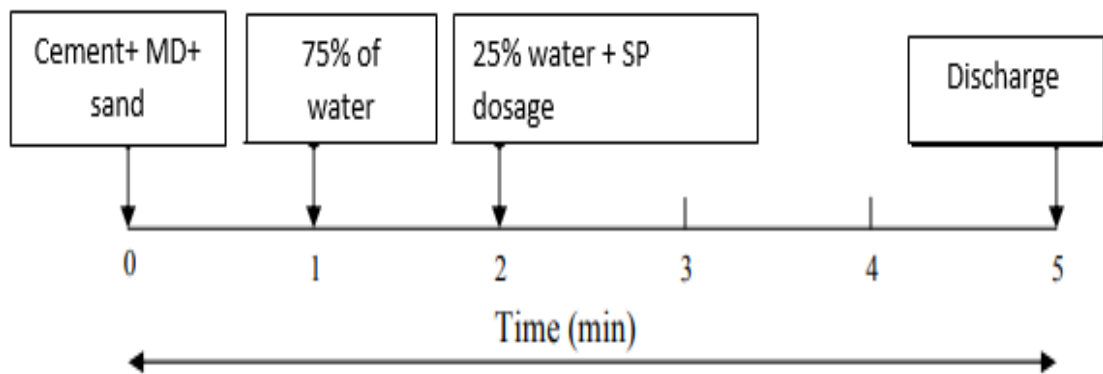 Cement+ MD+
sand
75% of
water
25% water + SP
dosage
Discharge
0 1 2 3 4 5
Time (min)